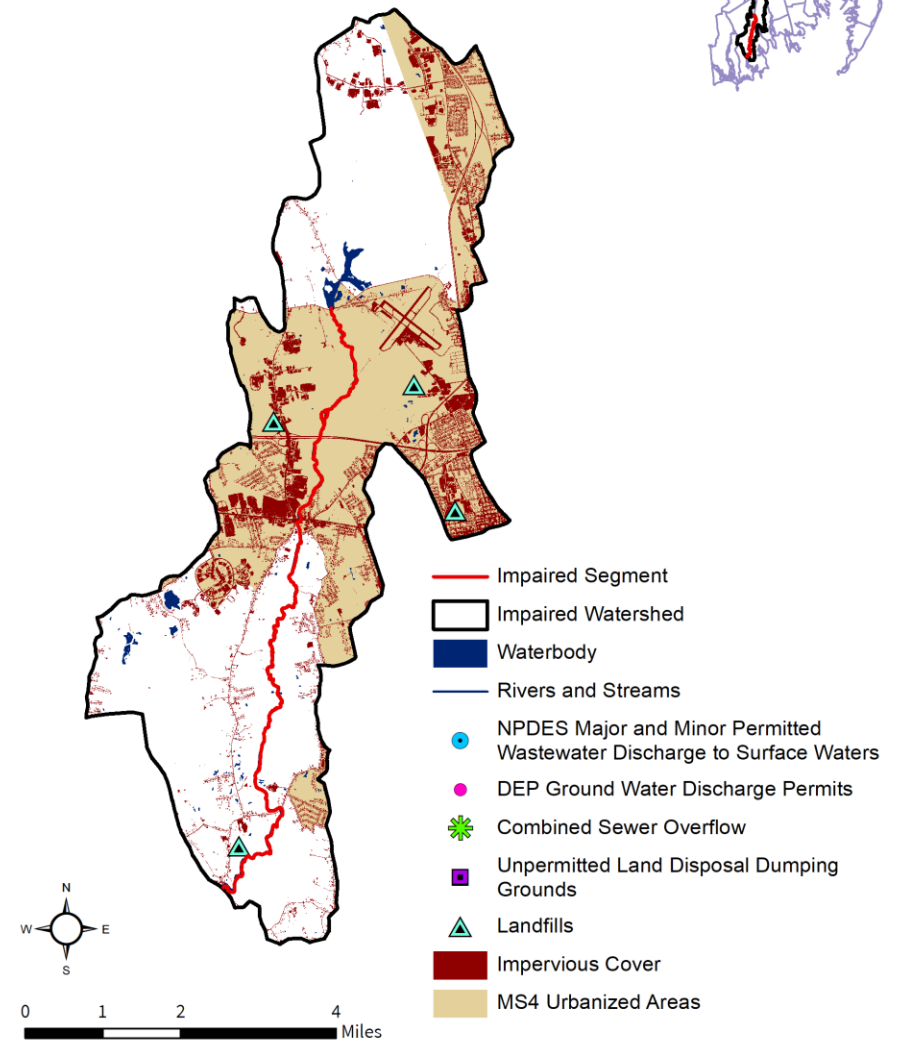 Impaired Segment
Impaired Watershed
Waterbody
Rivers and Streams
NPDES Major and Minor Permitted
Wastewater Discharge to Surface Waters
DEP Ground Water Discharge Permits
Combined Sewer Overflow
Unpermitted Land Disposal Dumping
Grounds
Landfills
Impervious Cover
MS4 Urbanized Areas
N
W E
S
0 1 2 4
Miles